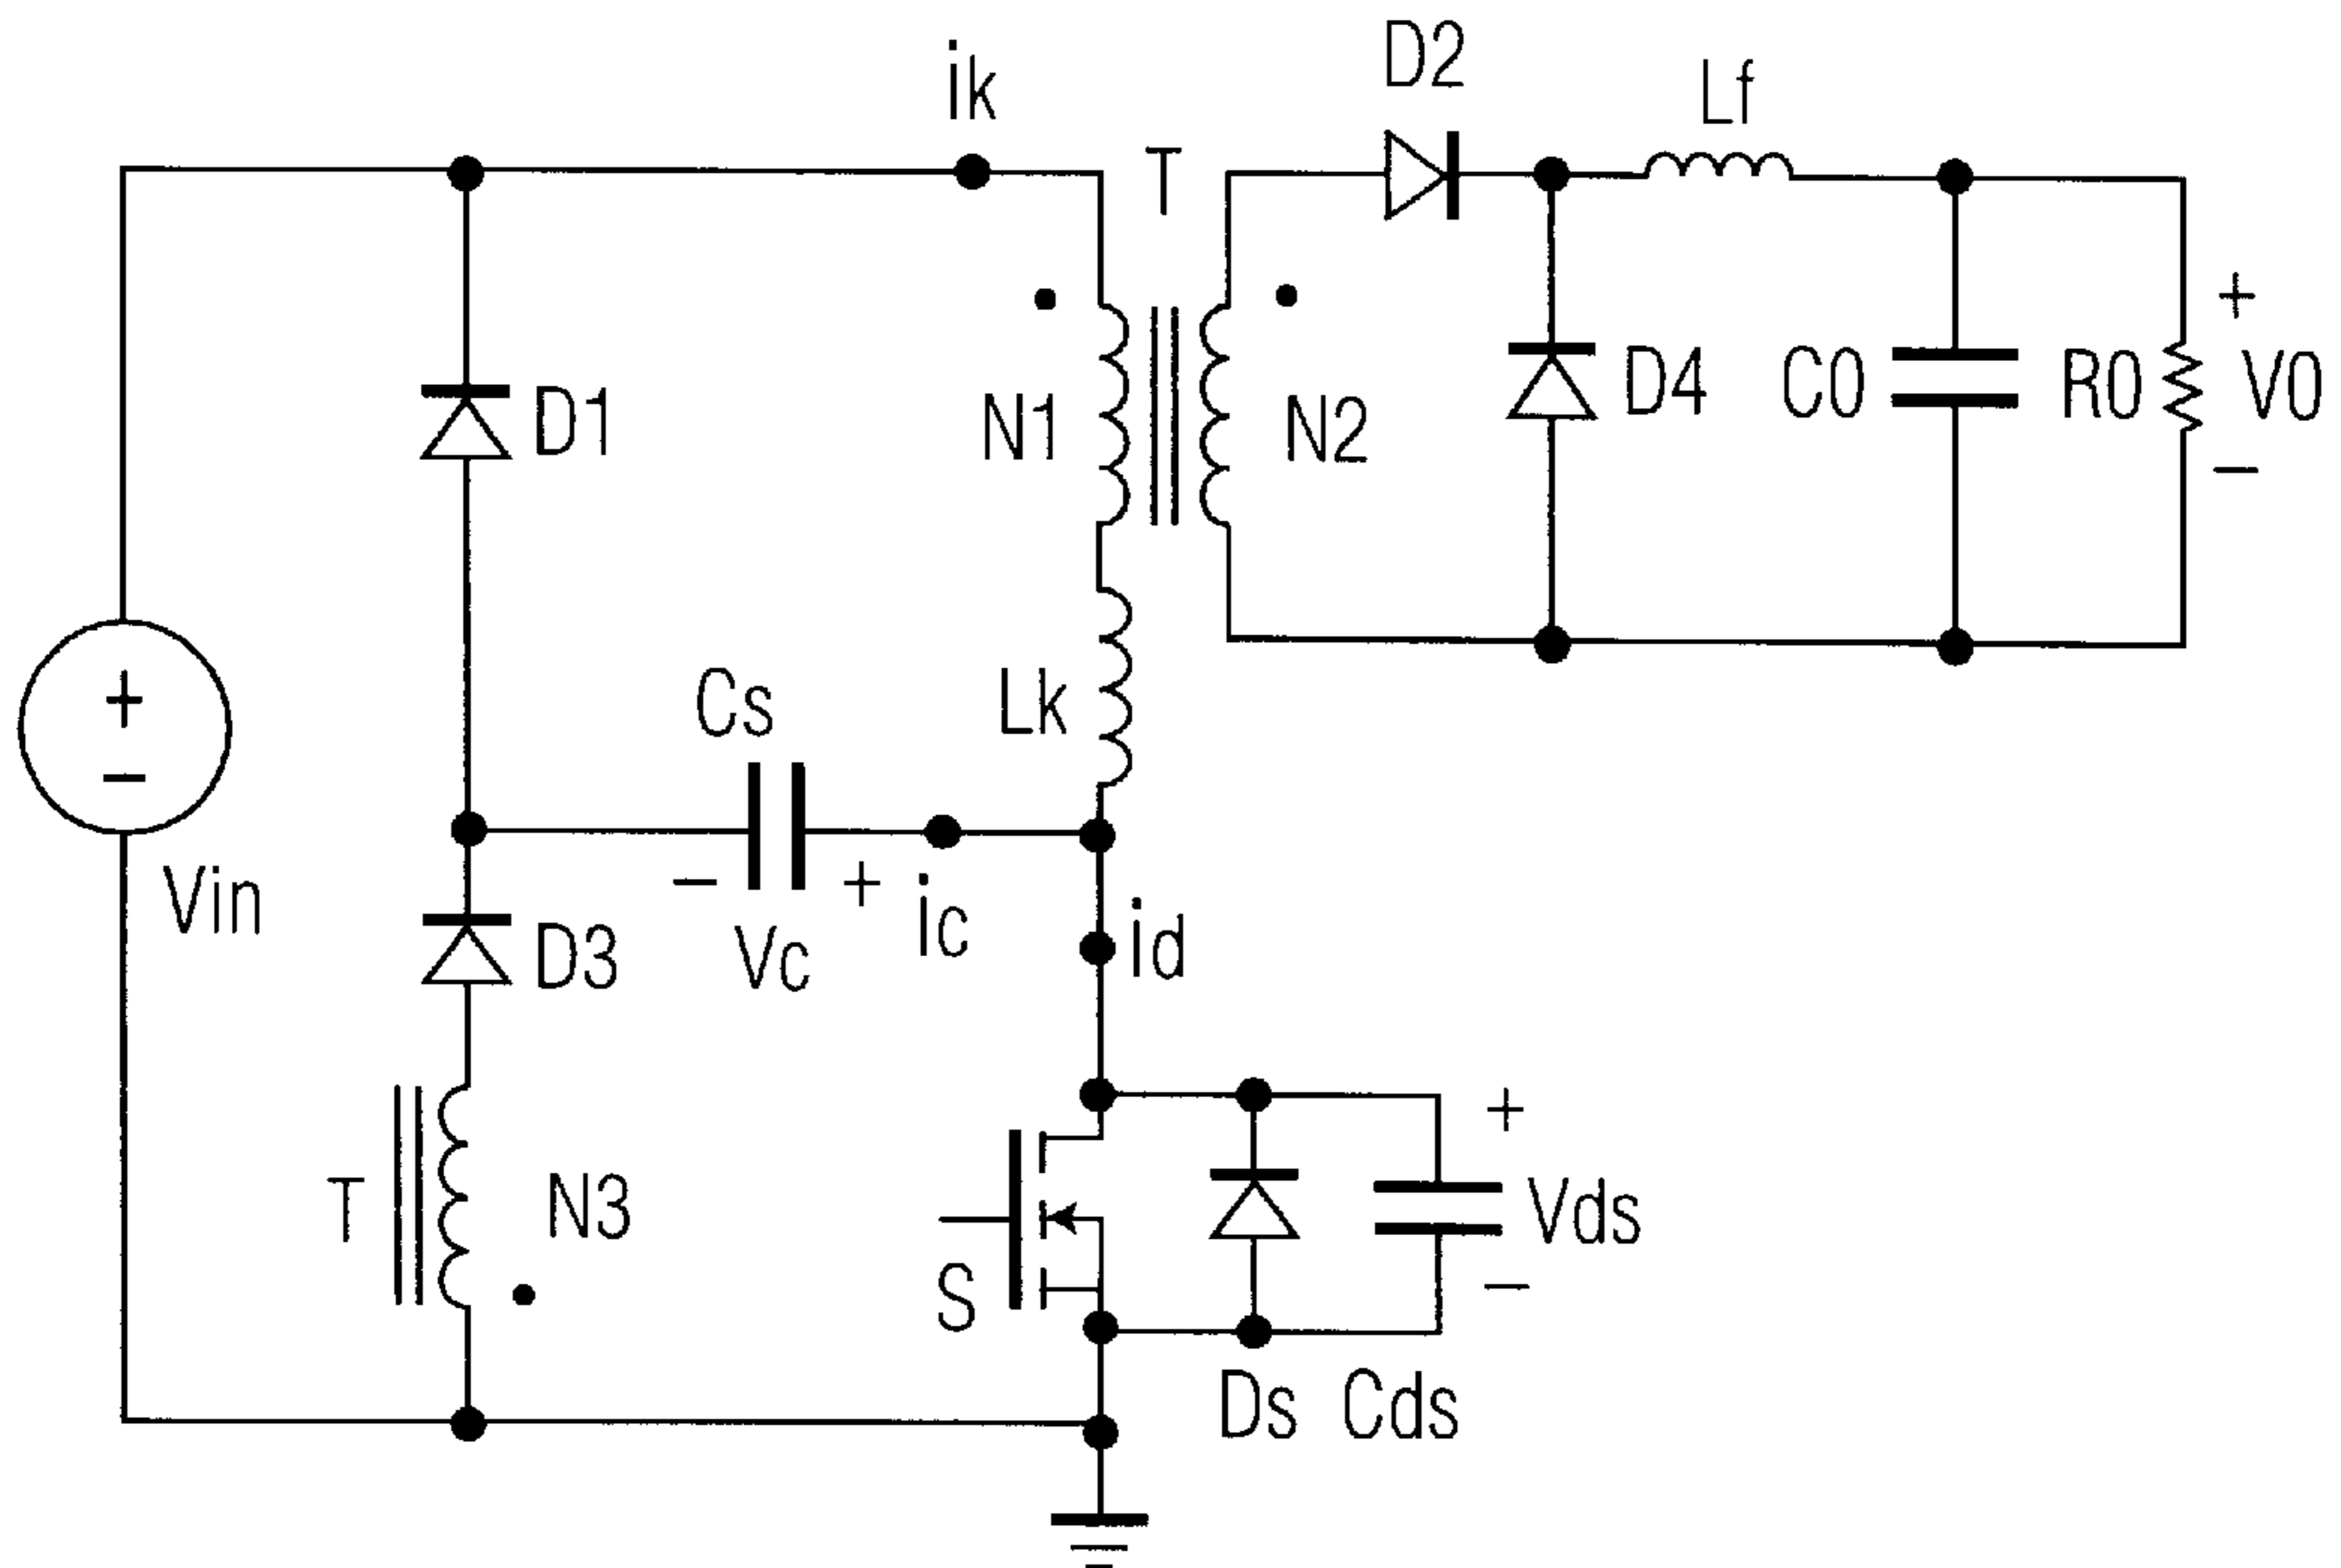 D2
ik
Lf
T
+
D1
N1
N2
D4
C0
R0
V0
−
+
−
Cs
Lk
Vin
−
+
ic
id
D3
Vc
+
T
N3
Vds
S
−
Ds
Cds